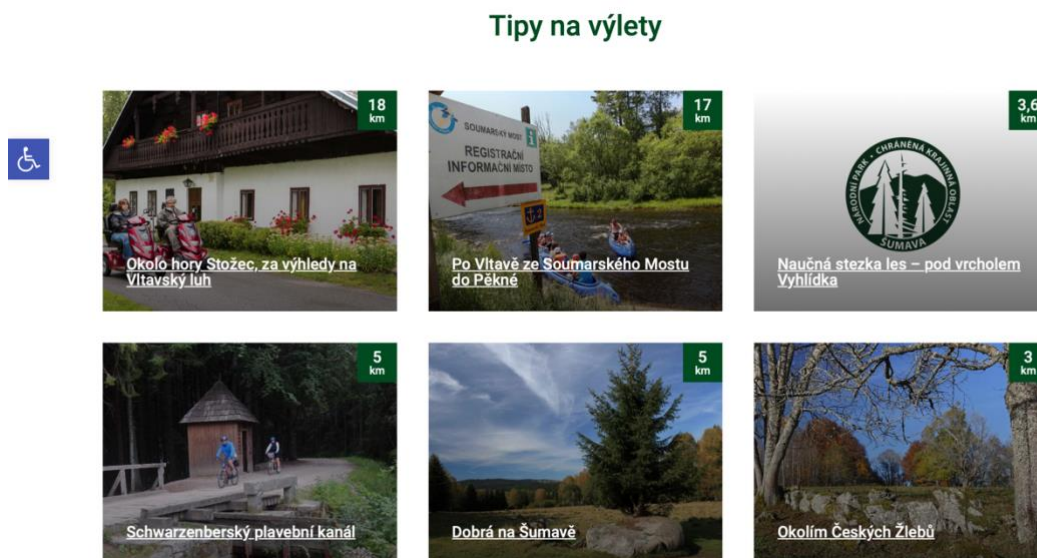 Tipy na výlety
18
km
SOUMARSKÝ MOST
REGISTRAČNÍ
INFORMAČNÍ MÍSTO
Okolo hory Stožec, za výhledy na
Vltavský luh
17
km
Po Vltavě ze Soumarského Mostu
do Pěkné
3,6
km
NÁRODNÍ PARK • CHRÁNĚNÁ KRAJINNÁ OBLAST
ŠUMAVA
Naučná stezka les – pod vrcholem
Vyhlídka
5
km
Schwarzenberský plavební kanál
5
km
Dobrá na Šumavě
3
km
Okolím Českých Žlebů